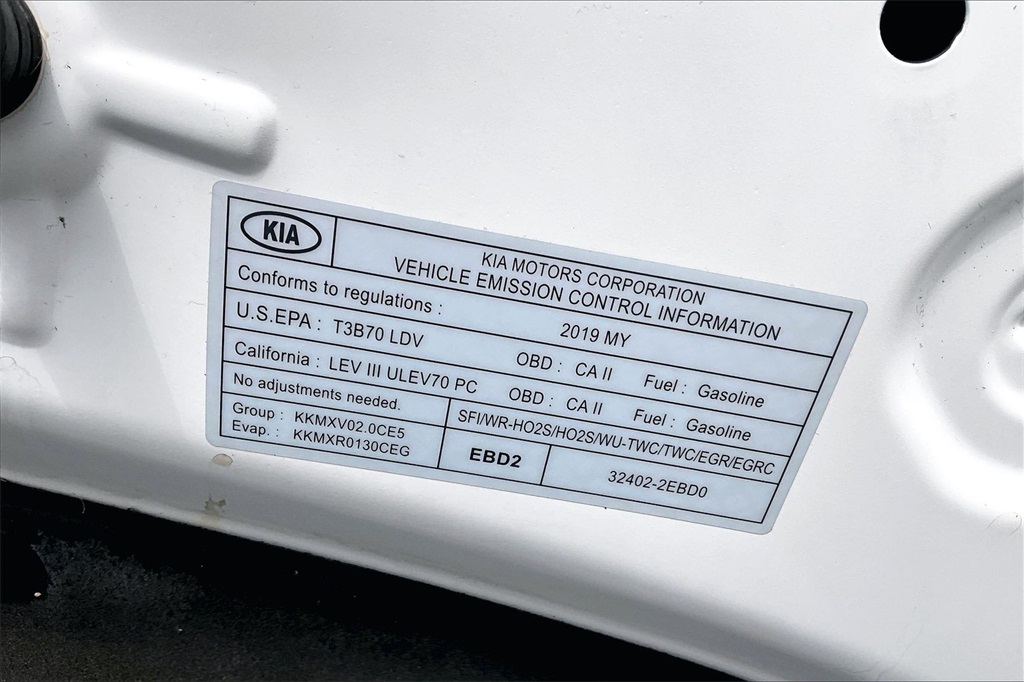 KIA
KIA MOTORS CORPORATION
VEHICLE EMISSION CONTROL INFORMATION
Conforms to regulations : 2019 MY
U.S.EPA : T3B70 LDV OBD : CA II Fuel : Gasoline
California : LEV III ULEV70 PC OBD : CA II Fuel : Gasoline
No adjustments needed. SFI/WR-HO2S/HO2S/WU-TWC/TWC/EGR/EGRC
Group : KKMXV02.0CE5
Evap. : KKMXR0130CEG
EBD2 32402-2EBD0